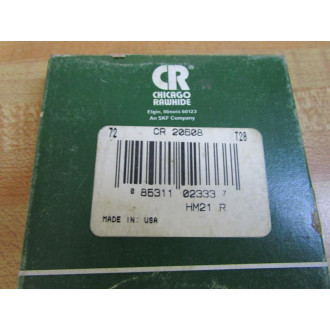 CR
CHICAGO
RAWHIDE
Elgin, Illinois 60123
An SKF Company
72 CR 20608 T28
0 85311 02333 7
HM21 R
MADE IN: USA